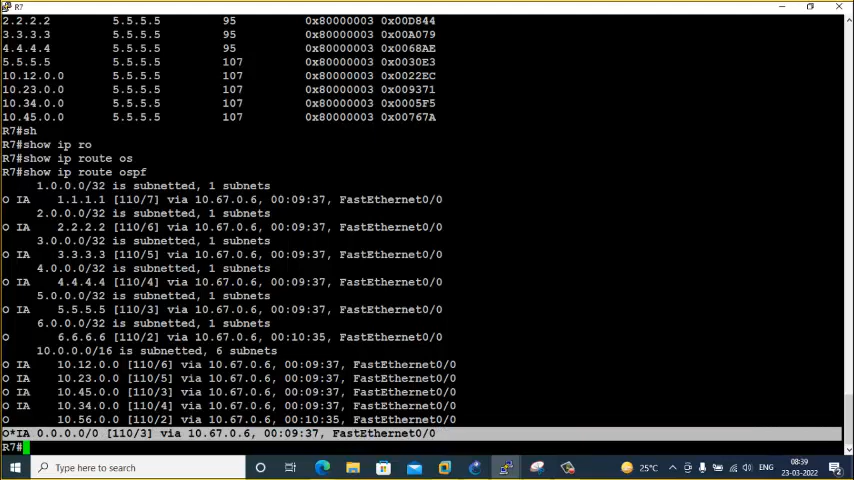 R7
2.2.2.2 5.5.5.5 95 0x80000003 0x00D844
3.3.3.3 5.5.5.5 95 0x80000003 0x00A079
4.4.4.4 5.5.5.5 95 0x80000003 0x0068AE
5.5.5.5 5.5.5.5 107 0x80000003 0x0030E3
10.12.0.0 5.5.5.5 107 0x80000003 0x0022EC
10.23.0.0 5.5.5.5 107 0x80000003 0x009371
10.34.0.0 5.5.5.5 107 0x80000003 0x0005F5
10.45.0.0 5.5.5.5 107 0x80000003 0x00767A
R7#sh
R7#show ip ro
R7#show ip route os
R7#show ip route ospf
1.0.0.0/32 is subnetted, 1 subnets
O IA 1.1.1.1 [110/7] via 10.67.0.6, 00:09:37, FastEthernet0/0
2.0.0.0/32 is subnetted, 1 subnets
O IA 2.2.2.2 [110/6] via 10.67.0.6, 00:09:37, FastEthernet0/0
3.0.0.0/32 is subnetted, 1 subnets
O IA 3.3.3.3 [110/5] via 10.67.0.6, 00:09:37, FastEthernet0/0
4.0.0.0/32 is subnetted, 1 subnets
O IA 4.4.4.4 [110/4] via 10.67.0.6, 00:09:37, FastEthernet0/0
5.0.0.0/32 is subnetted, 1 subnets
O IA 5.5.5.5 [110/3] via 10.67.0.6, 00:09:37, FastEthernet0/0
6.0.0.0/32 is subnetted, 1 subnets
O 6.6.6.6 [110/2] via 10.67.0.6, 00:10:35, FastEthernet0/0
10.0.0.0/16 is subnetted, 6 subnets
O IA 10.12.0.0 [110/6] via 10.67.0.6, 00:09:37, FastEthernet0/0
O IA 10.23.0.0 [110/5] via 10.67.0.6, 00:09:37, FastEthernet0/0
O IA 10.45.0.0 [110/3] via 10.67.0.6, 00:09:37, FastEthernet0/0
O IA 10.34.0.0 [110/4] via 10.67.0.6, 00:09:37, FastEthernet0/0
O 10.56.0.0 [110/2] via 10.67.0.6, 00:10:35, FastEthernet0/0
O*IA 0.0.0.0/0 [110/3] via 10.67.0.6, 00:09:37, FastEthernet0/0
R7#
Type here to search
25°C
ENG
08:39
23-03-2022
2